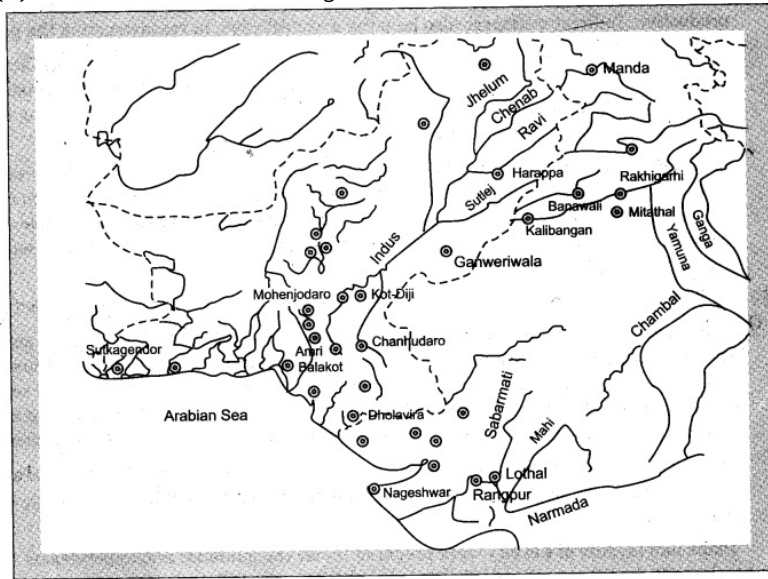 Manda
Jhelum
Chenab
Ravi
Harappa
Rakhigarhi
Sutlej
Banawali
Mitathal
Kalibangan
Ganga
Yamuna
Indus
Ganweriwala
Mohenjodaro
Kot-Diji
Chambal
Sutkagendor
Amri
Chanhudaro
Balakot
Arabian Sea
Dholavira
Sabarmati
Mahi
Lothal
Nageshwar
Rangpur
Narmada